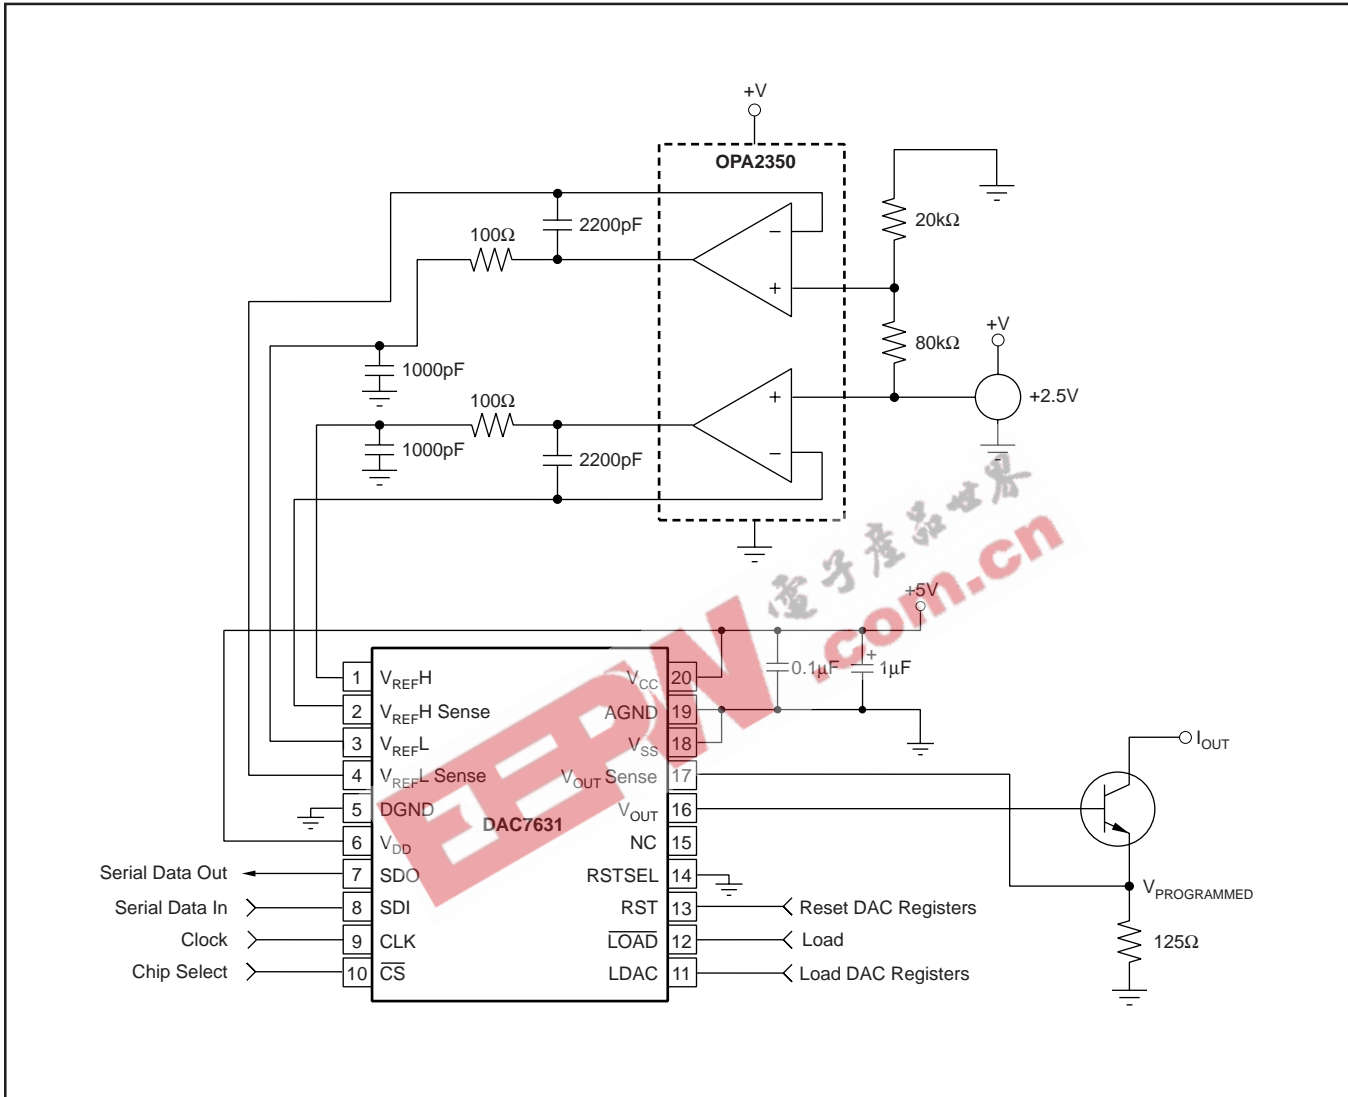 +V
OPA2350
20kΩ
2200pF
100Ω
+V
80kΩ
1000pF
+2.5V
100Ω
1000pF
2200pF
電子產品世界
.com.cn
EEPW
+5V
0.1µF
+
1µF
1 VREFH
VCC 20
2 VREFH Sense
AGND 19
3 VREFL
VSS 18
4 VREFL Sense
VOUT Sense 17
IOUT
5 DGND
VOUT 16
DAC7631
6 VDD
NC 15
Serial Data Out 7 SDO
RSTSEL 14
VPROGRAMMED
Serial Data In 8 SDI
RST 13 Reset DAC Registers
Clock 9 CLK
LOAD 12 Load
125Ω
Chip Select 10 CS
LDAC 11 Load DAC Registers